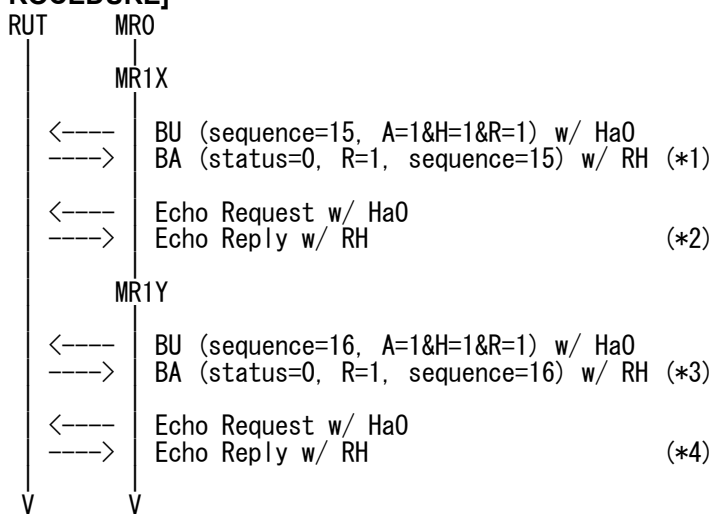 ROCEDURE]
RUT MR0
MR1X
<---- BU (sequence=15, A=1&H=1&R=1) w/ HaO
----> BA (status=0, R=1, sequence=15) w/ RH (*1)
<---- Echo Request w/ HaO
----> Echo Reply w/ RH (*2)
MR1Y
<---- BU (sequence=16, A=1&H=1&R=1) w/ HaO
----> BA (status=0, R=1, sequence=16) w/ RH (*3)
<---- Echo Request w/ HaO
----> Echo Reply w/ RH (*4)
V V